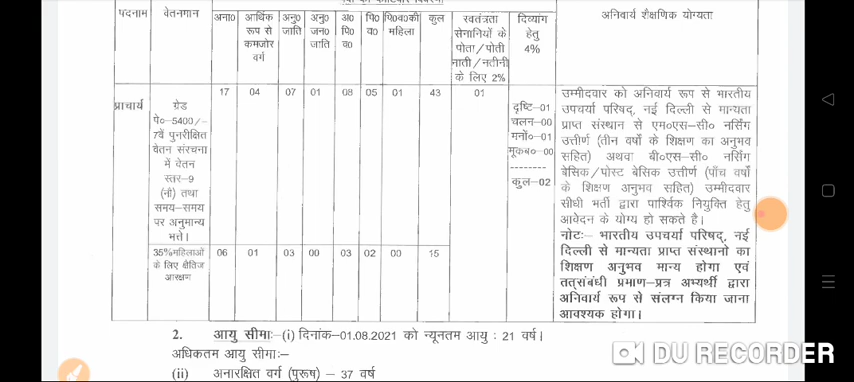 पदनाम
वेतनमान
अना०
आर्थिक
रूप से
कमजोर
वर्ग
अनु०
जाति
अनु०
जन०
जाति
अ०
पि०
व०
पि०
व०
पि०व०की
महिला
कुल
स्वतंत्रता
सेनानियों के
पोता/पोती
नाती/नतीनी
के लिए 2%
दिव्यांग
हेतु
4%
अनिवार्य शैक्षणिक योग्यता
प्राचार्य
ग्रेड
पे०-5400/-
7वें पुनरीक्षित
वेतन संरचना
में वेतन
स्तर-9
(नौ) तथा
समय-समय
पर अनुमान्य
भत्ते।
17 04 07 01 08 05 01 43 01
दृष्टि-01
चलन-00
मनो०-01
मूकब०-00
--------
कुल-02
उम्मीदवार को अनिवार्य रूप से भारतीय
उपचर्या परिषद्, नई दिल्ली से मान्यता
प्राप्त संस्थान से एम०एस-सी० नर्सिंग
उत्तीर्ण (तीन वर्षों के शिक्षण का अनुभव
सहित) अथवा बी०एस-सी० नर्सिंग
बेसिक/पोस्ट बेसिक उत्तीर्ण (पाँच वर्षों
के शिक्षण अनुभव सहित) उम्मीदवार
सीधी भर्ती द्वारा पार्श्विक नियुक्ति हेतु
आवेदन के योग्य हो सकते है।
नोटः- भारतीय उपचर्या परिषद्, नई
दिल्ली से मान्यता प्राप्त संस्थानो का
शिक्षण अनुभव मान्य होगा एवं
तत्संबंधी प्रमाण-प्रत्र अभ्यर्थी द्वारा
अनिवार्य रूप से संलग्न किया जाना
आवश्यक होगा।
35%महिलाओं
के लिए क्षैतिज
आरक्षण
06 01 03 00 03 02 00 15
2. आयु सीमाः-(i) दिनांक-01.08.2021 को न्यूनतम आयु : 21 वर्ष।
अधिकतम आयु सीमाः-
(ii) अनारक्षित वर्ग (पुरूष) - 37 वर्ष
DU RECORDER